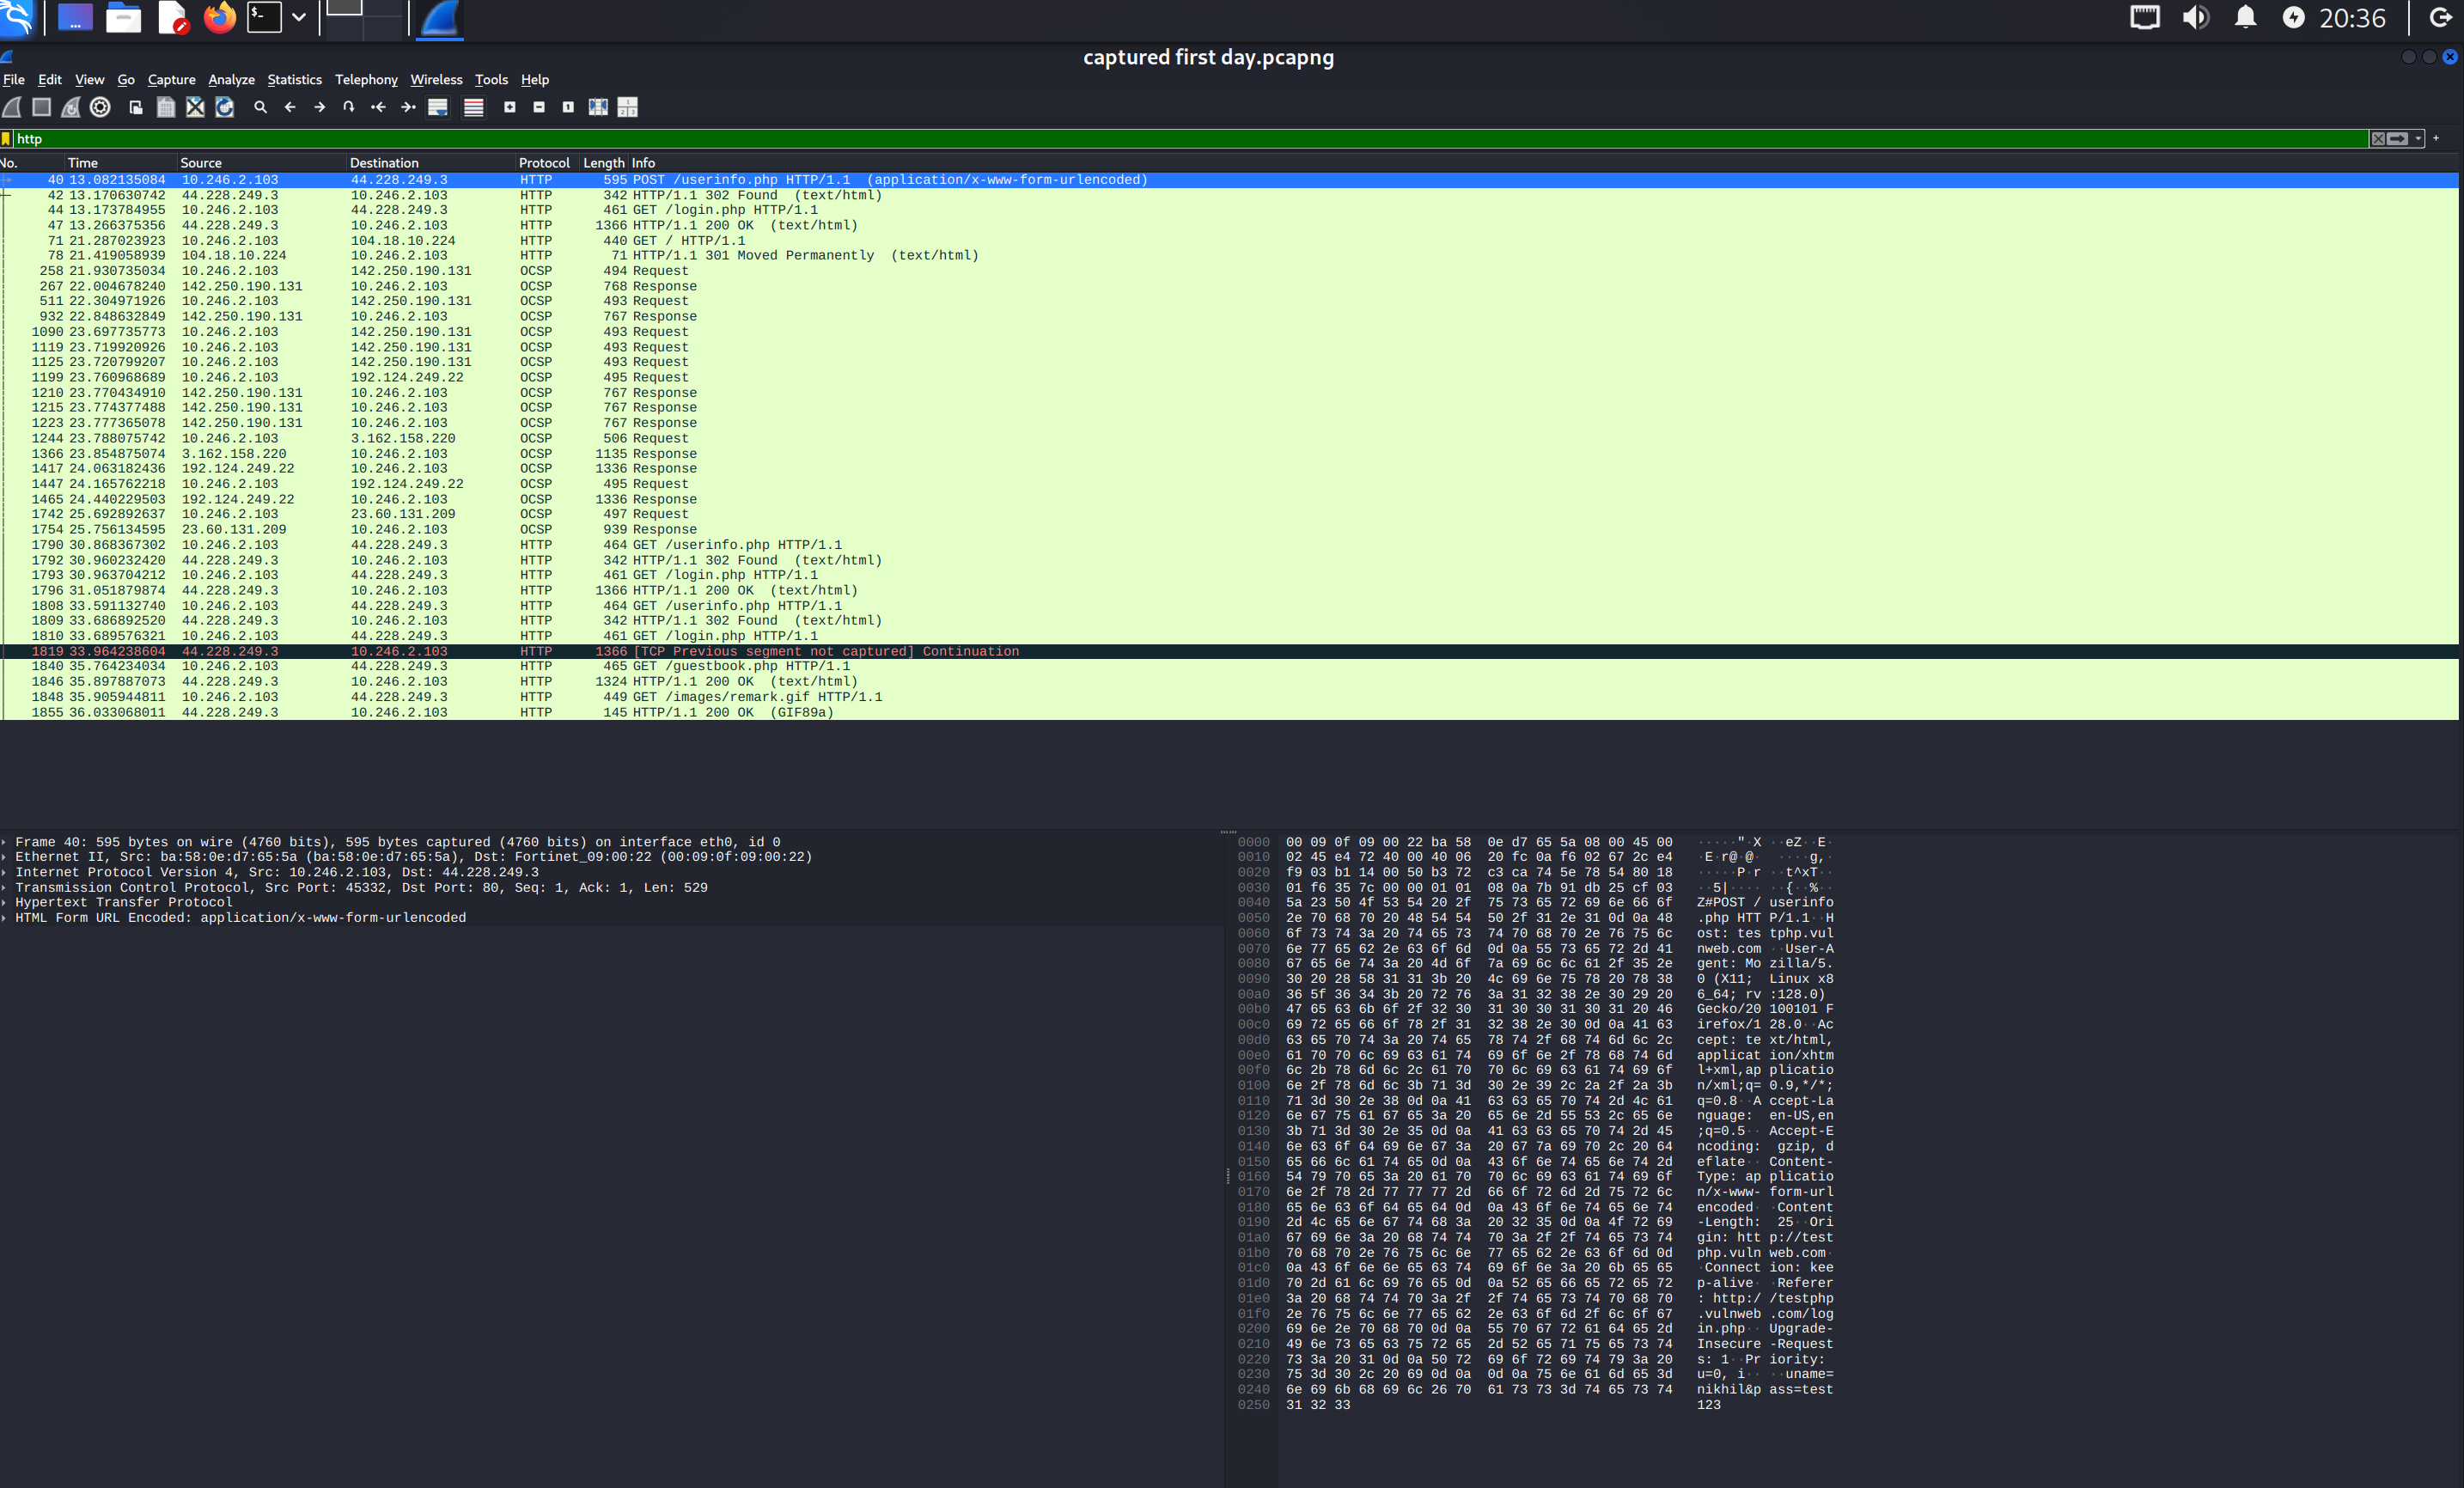 20:36
captured first day.pcapng
File Edit View Go Capture Analyze Statistics Telephony Wireless Tools Help
http
No. Time Source Destination Protocol Length Info
40 13.082135084 10.246.2.103 44.228.249.3 HTTP 595 POST /userinfo.php HTTP/1.1 (application/x-www-form-urlencoded)
42 13.170630742 44.228.249.3 10.246.2.103 HTTP 342 HTTP/1.1 302 Found (text/html)
44 13.173784955 10.246.2.103 44.228.249.3 HTTP 461 GET /login.php HTTP/1.1
47 13.266375356 44.228.249.3 10.246.2.103 HTTP 1366 HTTP/1.1 200 OK (text/html)
71 21.287023923 10.246.2.103 104.18.10.224 HTTP 440 GET / HTTP/1.1
78 21.419058939 104.18.10.224 10.246.2.103 HTTP 71 HTTP/1.1 301 Moved Permanently (text/html)
258 21.930735034 10.246.2.103 142.250.190.131 OCSP 494 Request
267 22.004678240 142.250.190.131 10.246.2.103 OCSP 768 Response
511 22.304971926 10.246.2.103 142.250.190.131 OCSP 493 Request
932 22.848632849 142.250.190.131 10.246.2.103 OCSP 767 Response
1090 23.697735773 10.246.2.103 142.250.190.131 OCSP 493 Request
1119 23.719920926 10.246.2.103 142.250.190.131 OCSP 493 Request
1125 23.720799207 10.246.2.103 142.250.190.131 OCSP 493 Request
1199 23.760968689 10.246.2.103 192.124.249.22 OCSP 495 Request
1210 23.770434910 142.250.190.131 10.246.2.103 OCSP 767 Response
1215 23.774377488 142.250.190.131 10.246.2.103 OCSP 767 Response
1223 23.777365078 142.250.190.131 10.246.2.103 OCSP 767 Response
1244 23.788075742 10.246.2.103 3.162.158.220 OCSP 506 Request
1366 23.854875074 3.162.158.220 10.246.2.103 OCSP 1135 Response
1417 24.063182436 192.124.249.22 10.246.2.103 OCSP 1336 Response
1447 24.165762218 10.246.2.103 192.124.249.22 OCSP 495 Request
1465 24.440229503 192.124.249.22 10.246.2.103 OCSP 1336 Response
1742 25.692892637 10.246.2.103 23.60.131.209 OCSP 497 Request
1754 25.756134595 23.60.131.209 10.246.2.103 OCSP 939 Response
1790 30.868367302 10.246.2.103 44.228.249.3 HTTP 464 GET /userinfo.php HTTP/1.1
1792 30.960232420 44.228.249.3 10.246.2.103 HTTP 342 HTTP/1.1 302 Found (text/html)
1793 30.963704212 10.246.2.103 44.228.249.3 HTTP 461 GET /login.php HTTP/1.1
1796 31.051879874 44.228.249.3 10.246.2.103 HTTP 1366 HTTP/1.1 200 OK (text/html)
1808 33.591132740 10.246.2.103 44.228.249.3 HTTP 464 GET /userinfo.php HTTP/1.1
1809 33.686892520 44.228.249.3 10.246.2.103 HTTP 342 HTTP/1.1 302 Found (text/html)
1810 33.689576321 10.246.2.103 44.228.249.3 HTTP 461 GET /login.php HTTP/1.1
1819 33.964238604 44.228.249.3 10.246.2.103 HTTP 1366 [TCP Previous segment not captured] Continuation
1840 35.764234034 10.246.2.103 44.228.249.3 HTTP 465 GET /guestbook.php HTTP/1.1
1846 35.897887073 44.228.249.3 10.246.2.103 HTTP 1324 HTTP/1.1 200 OK (text/html)
1848 35.905944811 10.246.2.103 44.228.249.3 HTTP 449 GET /images/remark.gif HTTP/1.1
1855 36.033068011 44.228.249.3 10.246.2.103 HTTP 145 HTTP/1.1 200 OK (GIF89a)
Frame 40: 595 bytes on wire (4760 bits), 595 bytes captured (4760 bits) on interface eth0, id 0
Ethernet II, Src: ba:58:0e:d7:65:5a (ba:58:0e:d7:65:5a), Dst: Fortinet_09:00:22 (00:09:0f:09:00:22)
Internet Protocol Version 4, Src: 10.246.2.103, Dst: 44.228.249.3
Transmission Control Protocol, Src Port: 45332, Dst Port: 80, Seq: 1, Ack: 1, Len: 529
Hypertext Transfer Protocol
HTML Form URL Encoded: application/x-www-form-urlencoded
0000 00 09 0f 09 00 22 ba 58 0e d7 65 5a 08 00 45 00 ·····"·X ··eZ··E·
0010 02 45 e4 72 40 00 40 06 20 fc 0a f6 02 67 2c e4 ·E·r@·@· ····g,·
0020 f9 03 b1 14 00 50 b3 72 c3 ca 74 5e 78 54 80 18 ·····P·r ··t^xT··
0030 01 f6 35 7c 00 00 01 01 08 0a 7b 91 db 25 cf 03 ··5|···· ··{··%··
0040 5a 23 50 4f 53 54 20 2f 75 73 65 72 69 6e 66 6f Z#POST / userinfo
0050 2e 70 68 70 20 48 54 54 50 2f 31 2e 31 0d 0a 48 .php HTT P/1.1··H
0060 6f 73 74 3a 20 74 65 73 74 70 68 70 2e 76 75 6c ost: tes tphp.vul
0070 6e 77 65 62 2e 63 6f 6d 0d 0a 55 73 65 72 2d 41 nweb.com ··User-A
0080 67 65 6e 74 3a 20 4d 6f 7a 69 6c 6c 61 2f 35 2e gent: Mo zilla/5.
0090 30 20 28 58 31 31 3b 20 4c 69 6e 75 78 20 78 38 0 (X11; Linux x8
00a0 36 5f 36 34 3b 20 72 76 3a 31 32 38 2e 30 29 20 6_64; rv :128.0)
00b0 47 65 63 6b 6f 2f 32 30 31 30 30 31 30 31 20 46 Gecko/20 100101 F
00c0 69 72 65 66 6f 78 2f 31 32 38 2e 30 0d 0a 41 63 irefox/1 28.0··Ac
00d0 63 65 70 74 3a 20 74 65 78 74 2f 68 74 6d 6c 2c cept: te xt/html,
00e0 61 70 70 6c 69 63 61 74 69 6f 6e 2f 78 68 74 6d applicat ion/xhtm
00f0 6c 2b 78 6d 6c 2c 61 70 70 6c 69 63 61 74 69 6f l+xml,ap plicatio
0100 6e 2f 78 6d 6c 3b 71 3d 30 2e 39 2c 2a 2f 2a 3b n/xml;q= 0.9,*/*;
0110 71 3d 30 2e 38 0d 0a 41 63 63 65 70 74 2d 4c 61 q=0.8··A ccept-La
0120 6e 67 75 61 67 65 3a 20 65 6e 2d 55 53 2c 65 6e nguage: en-US,en
0130 3b 71 3d 30 2e 35 0d 0a 41 63 63 65 70 74 2d 45 ;q=0.5·· Accept-E
0140 6e 63 6f 64 69 6e 67 3a 20 67 7a 69 70 2c 20 64 ncoding: gzip, d
0150 65 66 6c 61 74 65 0d 0a 43 6f 6e 74 65 6e 74 2d eflate·· Content-
0160 54 79 70 65 3a 20 61 70 70 6c 69 63 61 74 69 6f Type: ap plicatio
0170 6e 2f 78 2d 77 77 77 2d 66 6f 72 6d 2d 75 72 6c n/x-www- form-url
0180 65 6e 63 6f 64 65 64 0d 0a 43 6f 6e 74 65 6e 74 encoded· ·Content
0190 2d 4c 65 6e 67 74 68 3a 20 32 35 0d 0a 4f 72 69 -Length: 25··Ori
01a0 67 69 6e 3a 20 68 74 74 70 3a 2f 2f 74 65 73 74 gin: htt p://test
01b0 70 68 70 2e 76 75 6c 6e 77 65 62 2e 63 6f 6d 0d php.vuln web.com·
01c0 0a 43 6f 6e 6e 65 63 74 69 6f 6e 3a 20 6b 65 65 ·Connect ion: kee
01d0 70 2d 61 6c 69 76 65 0d 0a 52 65 66 65 72 65 72 p-alive· ·Referer
01e0 3a 20 68 74 74 70 3a 2f 2f 74 65 73 74 70 68 70 : http:/ /testphp
01f0 2e 76 75 6c 6e 77 65 62 2e 63 6f 6d 2f 6c 6f 67 .vulnweb .com/log
0200 69 6e 2e 70 68 70 0d 0a 55 70 67 72 61 64 65 2d in.php·· Upgrade-
0210 49 6e 73 65 63 75 72 65 2d 52 65 71 75 65 73 74 Insecure -Request
0220 73 3a 20 31 0d 0a 50 72 69 6f 72 69 74 79 3a 20 s: 1··Pr iority:
0230 75 3d 30 2c 20 69 0d 0a 0d 0a 75 6e 61 6d 65 3d u=0, i·· ··uname=
0240 6e 69 6b 68 69 6c 26 70 61 73 73 3d 74 65 73 74 nikhil&p ass=test
0250 31 32 33 123